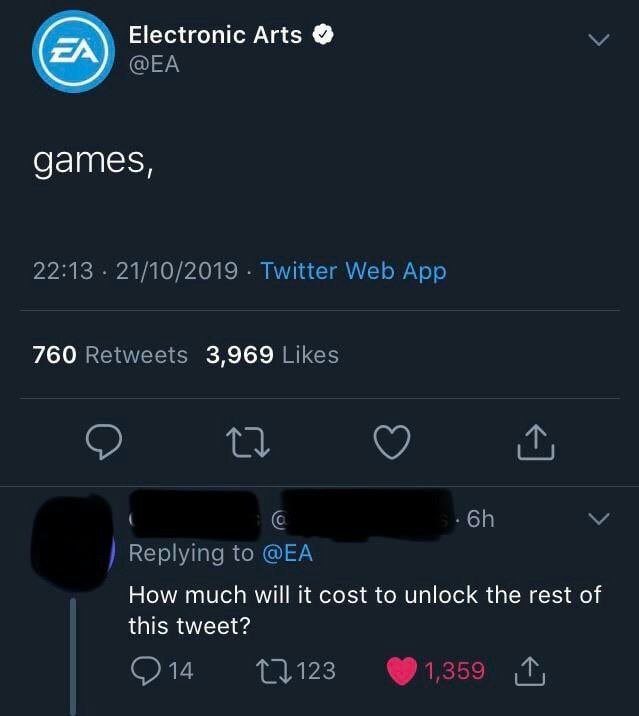 EA
Electronic Arts
@EA
games,
22:13 · 21/10/2019 · Twitter Web App
760 Retweets 3,969 Likes
@ · 6h
Replying to @EA
How much will it cost to unlock the rest of
this tweet?
14 123 1,359